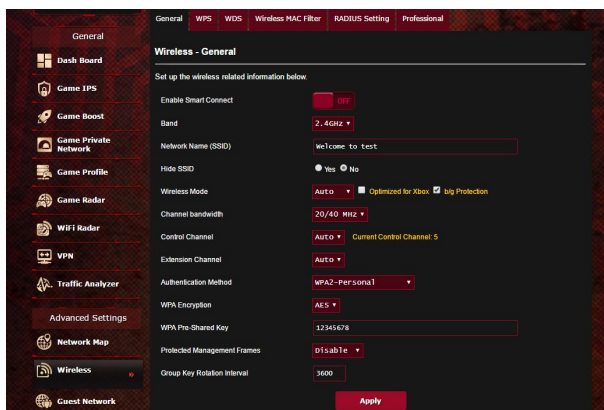 General WPS WDS Wireless MAC Filter RADIUS Setting Professional
General
Dash Board
Game IPS
Game Boost
Game Private
Network
Game Profile
Game Radar
WiFi Radar
VPN
Traffic Analyzer
Advanced Settings
Network Map
Wireless
Guest Network
Wireless - General
Set up the wireless related information below.
Enable Smart Connect OFF
Band 2.4GHz
Network Name (SSID) Welcome to test
Hide SSID Yes No
Wireless Mode Auto Optimized for Xbox b/g Protection
Channel bandwidth 20/40 MHz
Control Channel Auto Current Control Channel: 5
Extension Channel Auto
Authentication Method WPA2-Personal
WPA Encryption AES
WPA Pre-Shared Key 12345678
Protected Management Frames Disable
Group Key Rotation Interval 3600
Apply